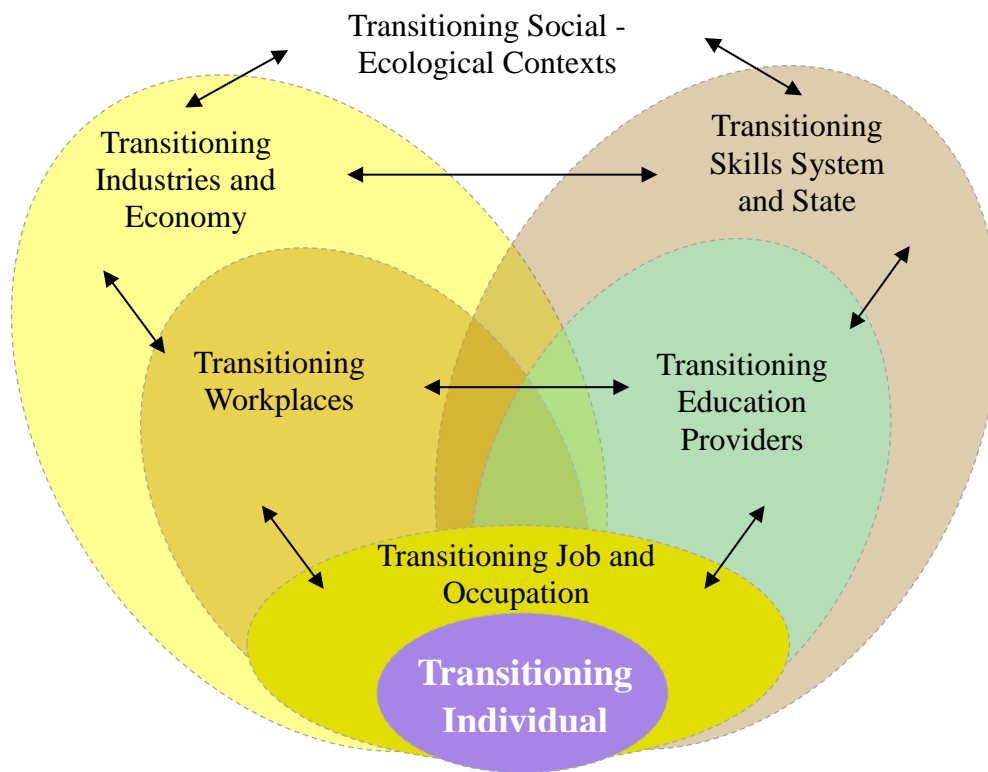 Transitioning Social -
Ecological Contexts
Transitioning
Industries and
Economy
Transitioning
Skills System
and State
Transitioning
Workplaces
Transitioning
Education
Providers
Transitioning Job and
Occupation
Transitioning
Individual